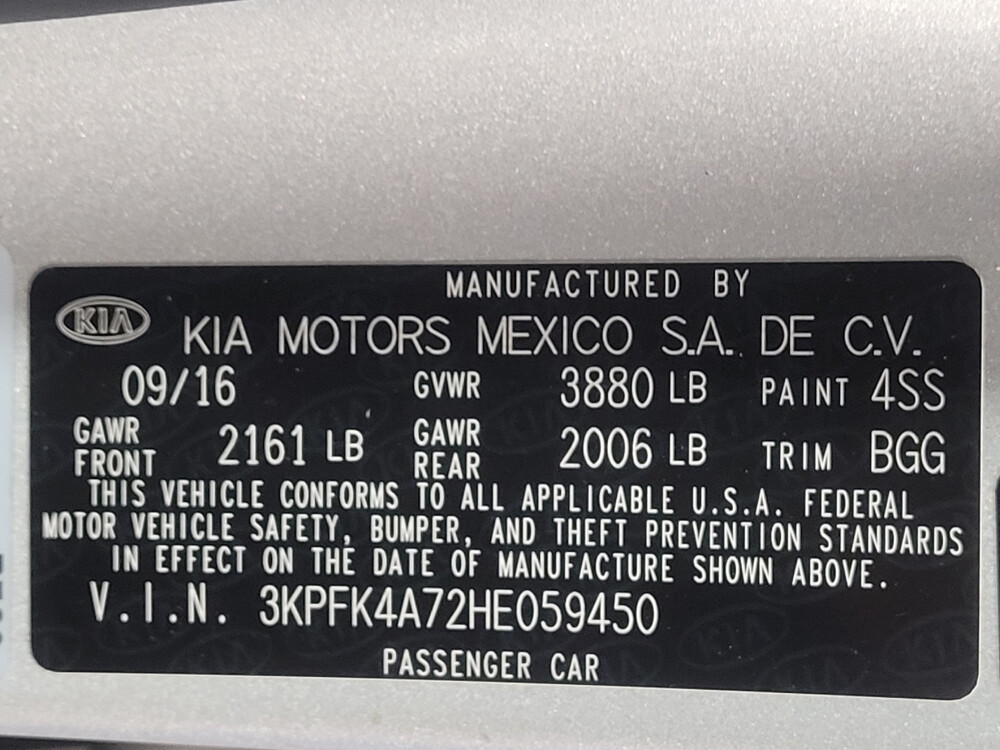 MANUFACTURED BY
KIA KIA MOTORS MEXICO S.A. DE C.V.
09/16 GVWR 3880 LB PAINT 4SS
GAWR FRONT 2161 LB GAWR REAR 2006 LB TRIM BGG
THIS VEHICLE CONFORMS TO ALL APPLICABLE U.S.A. FEDERAL
MOTOR VEHICLE SAFETY, BUMPER, AND THEFT PREVENTION STANDARDS
IN EFFECT ON THE DATE OF MANUFACTURE SHOWN ABOVE.
V.I.N. 3KPFK4A72HE059450
PASSENGER CAR